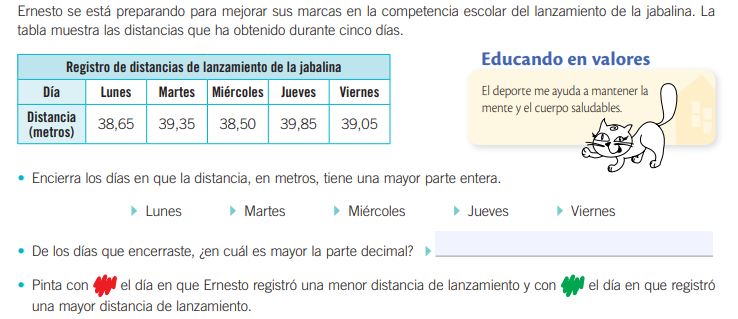 Ernesto se está preparando para mejorar sus marcas en la competencia escolar del lanzamiento de la jabalina. La
tabla muestra las distancias que ha obtenido durante cinco días.
Registro de distancias de lanzamiento de la jabalina
Día Lunes Martes Miércoles Jueves Viernes
Distancia
(metros) 38,65 39,35 38,50 39,85 39,05
Educando en valores
El deporte me ayuda a mantener la
mente y el cuerpo saludables.
• Encierra los días en que la distancia, en metros, tiene una mayor parte entera.
Lunes Martes Miércoles Jueves Viernes
• De los días que encerraste, ¿en cuál es mayor la parte decimal?
• Pinta con el día en que Ernesto registró una menor distancia de lanzamiento y con el día en que registró
una mayor distancia de lanzamiento.